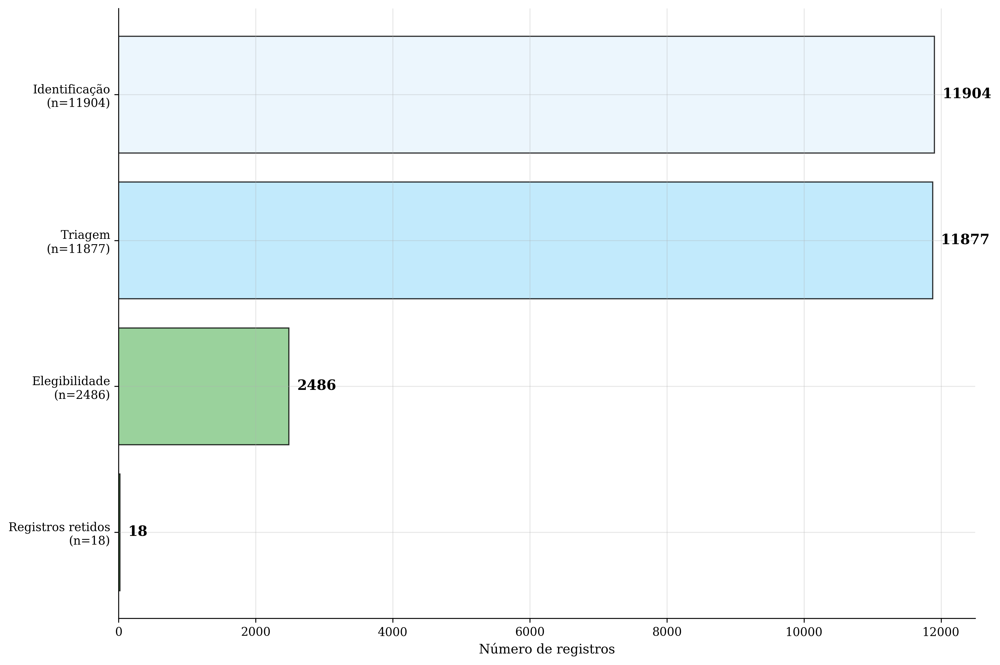 Identificação
(n=11904)
11904
Triagem
(n=11877)
11877
Elegibilidade
(n=2486)
2486
Registros retidos
(n=18)
18
0 2000 4000 6000 8000 10000 12000
Número de registros